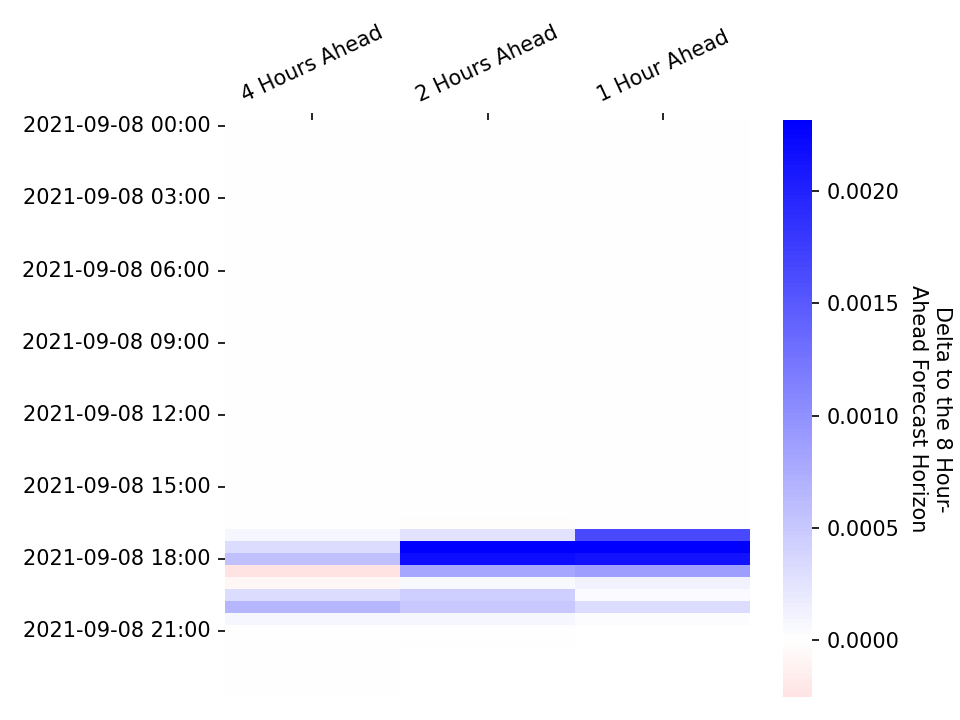 4 Hours Ahead
2 Hours Ahead
1 Hour Ahead
2021-09-08 00:00
2021-09-08 03:00
2021-09-08 06:00
2021-09-08 09:00
2021-09-08 12:00
2021-09-08 15:00
2021-09-08 18:00
2021-09-08 21:00
0.0020
0.0015
0.0010
0.0005
0.0000
Delta to the 8 Hour-
Ahead Forecast Horizon